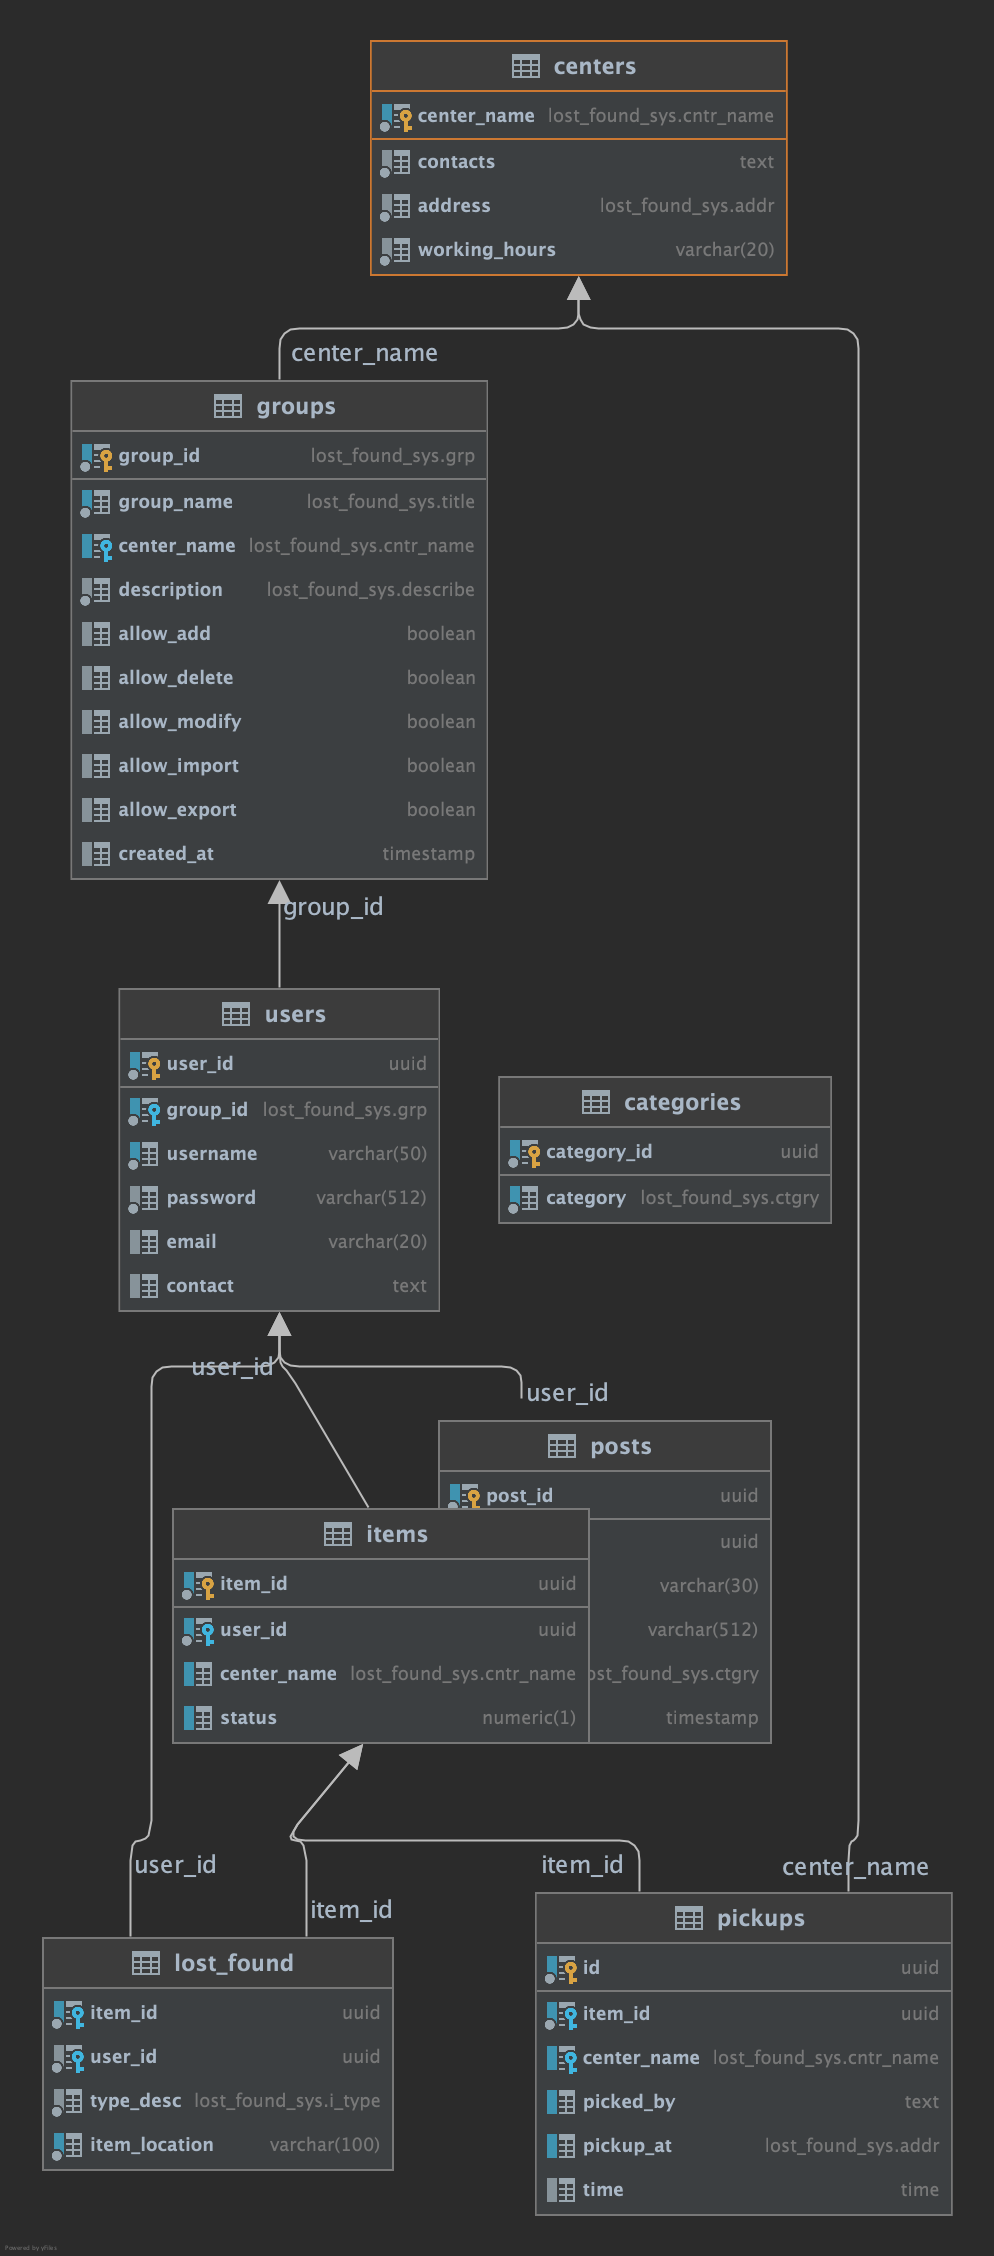 centers
center_name lost_found_sys.cntr_name
contacts text
address lost_found_sys.addr
working_hours varchar(20)
center_name
groups
group_id lost_found_sys.grp
group_name lost_found_sys.title
center_name lost_found_sys.cntr_name
description lost_found_sys.describe
allow_add boolean
allow_delete boolean
allow_modify boolean
allow_import boolean
allow_export boolean
created_at timestamp
group_id
users
user_id uuid
group_id lost_found_sys.grp
username varchar(50)
password varchar(512)
email varchar(20)
contact text
categories
category_id uuid
category lost_found_sys.ctgry
user_id
user_id
posts
post_id uuid
uuid
varchar(30)
varchar(512)
ost_found_sys.ctgry
timestamp
items
item_id uuid
user_id uuid
center_name lost_found_sys.cntr_name
status numeric(1)
user_id
item_id
item_id
center_name
lost_found
item_id uuid
user_id uuid
type_desc lost_found_sys.i_type
item_location varchar(100)
pickups
id uuid
item_id uuid
center_name lost_found_sys.cntr_name
picked_by text
pickup_at lost_found_sys.addr
time time
Powered by yFiles